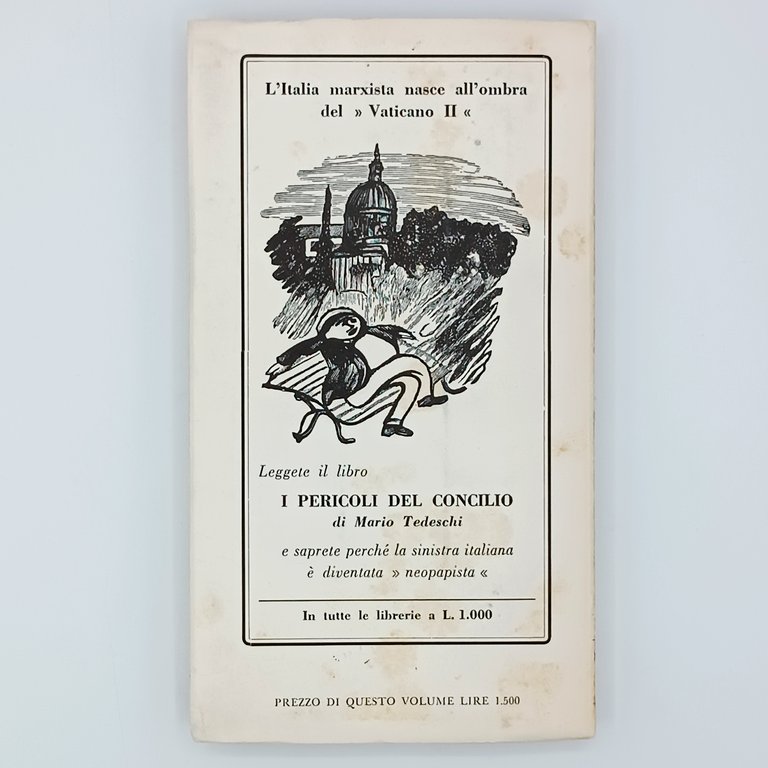 L'Italia marxista nasce all'ombra
del » Vaticano II «
Leggete il libro
I PERICOLI DEL CONCILIO
di Mario Tedeschi
e saprete perché la sinistra italiana
è diventata » neopapista «
In tutte le librerie a L. 1.000
PREZZO DI QUESTO VOLUME LIRE 1.500